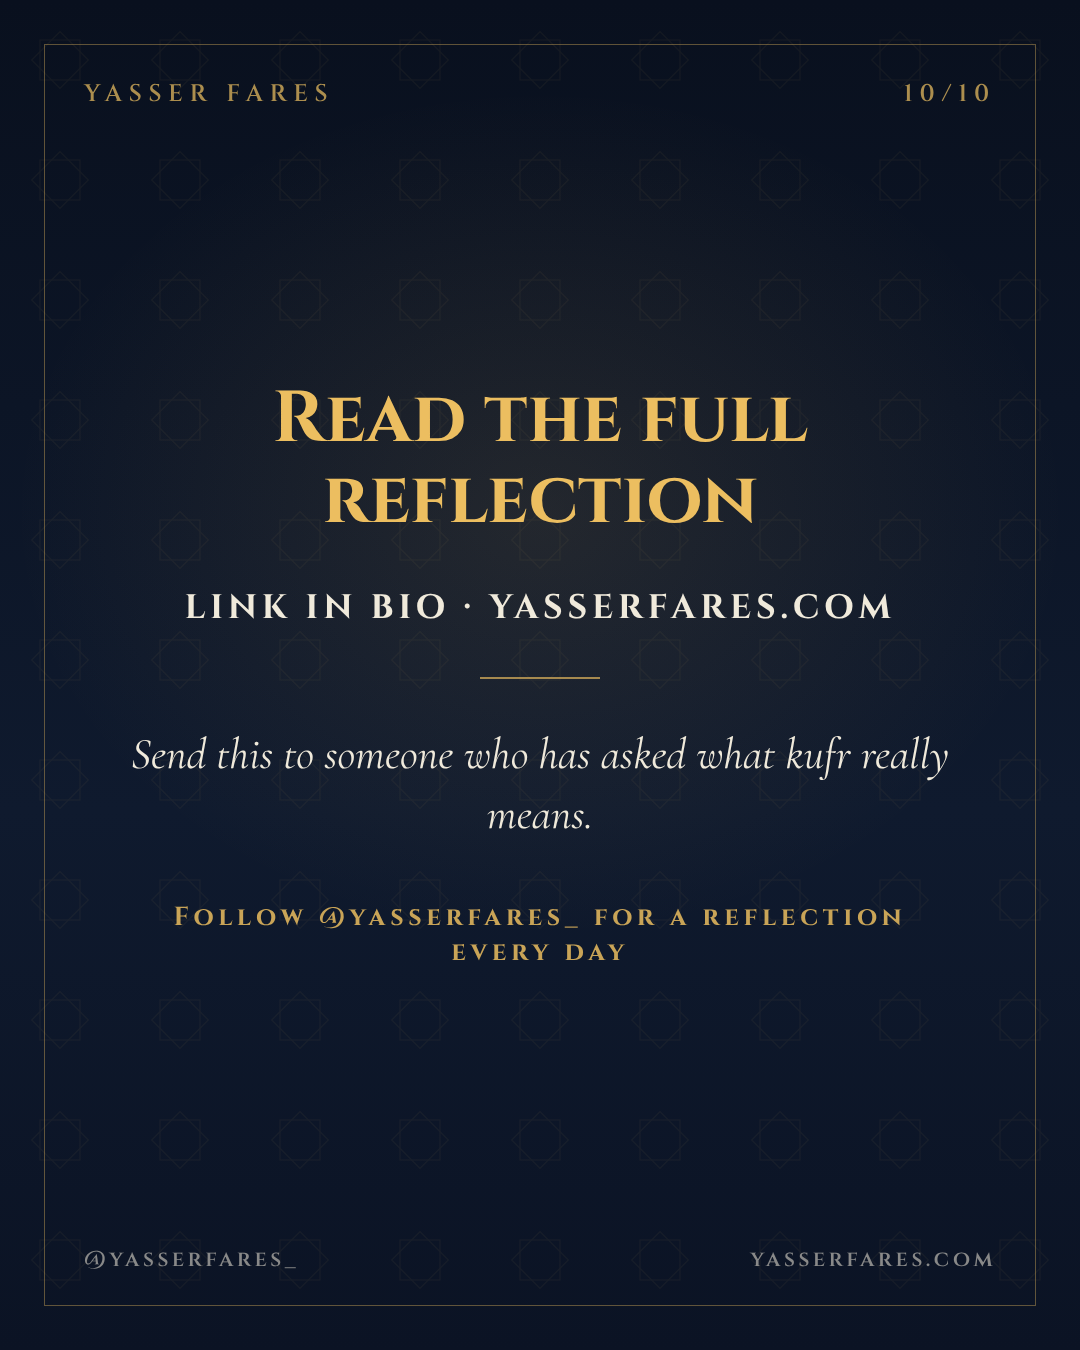 YASSER FARES
10/10
READ THE FULL
REFLECTION
LINK IN BIO · YASSERFARES.COM
Send this to someone who has asked what kufr really
means.
FOLLOW @YASSERFARES_ FOR A REFLECTION
EVERY DAY
@YASSERFARES_
YASSERFARES.COM